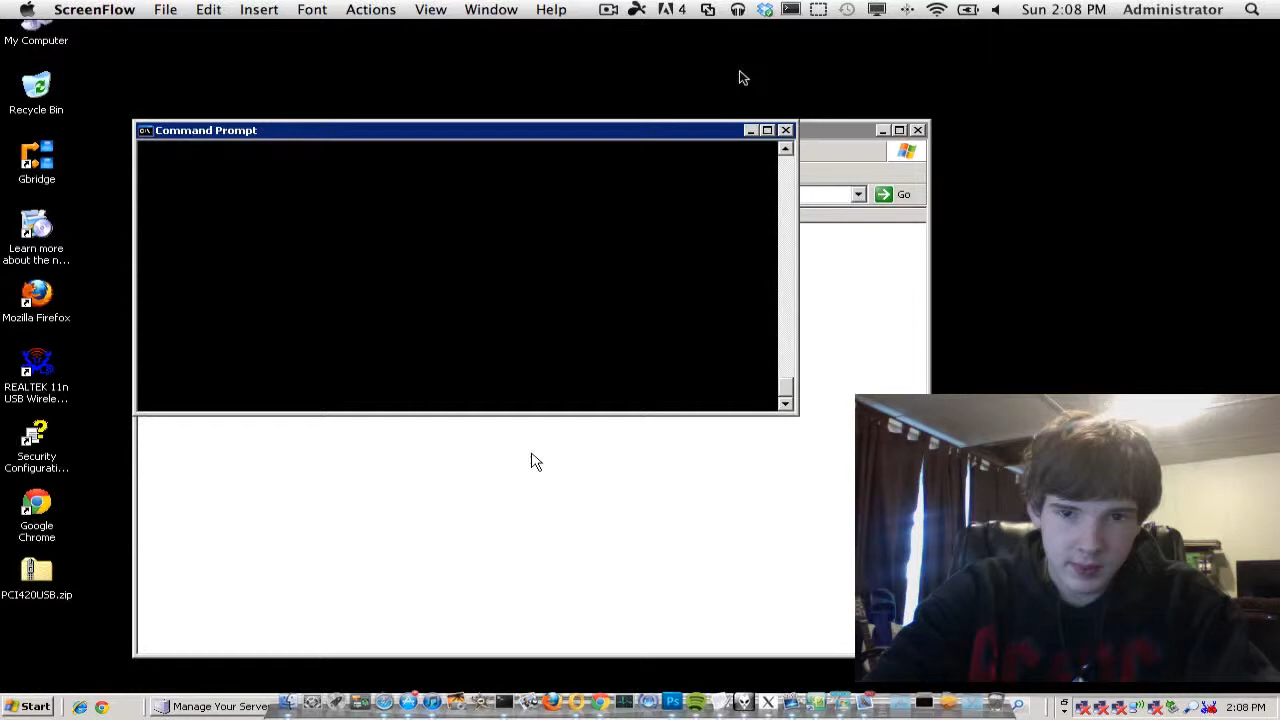 ScreenFlow File Edit Insert Font Actions View Window Help 4 Sun 2:08 PM Administrator
My Computer
Recycle Bin
Gbridge
Learn more
about the n...
Mozilla Firefox
REALTEK 11n
USB Wirele...
Security
Configurati...
Google
Chrome
PCI420USB.zip
Command Prompt
Go
Start
Manage Your Serve
2:08 PM